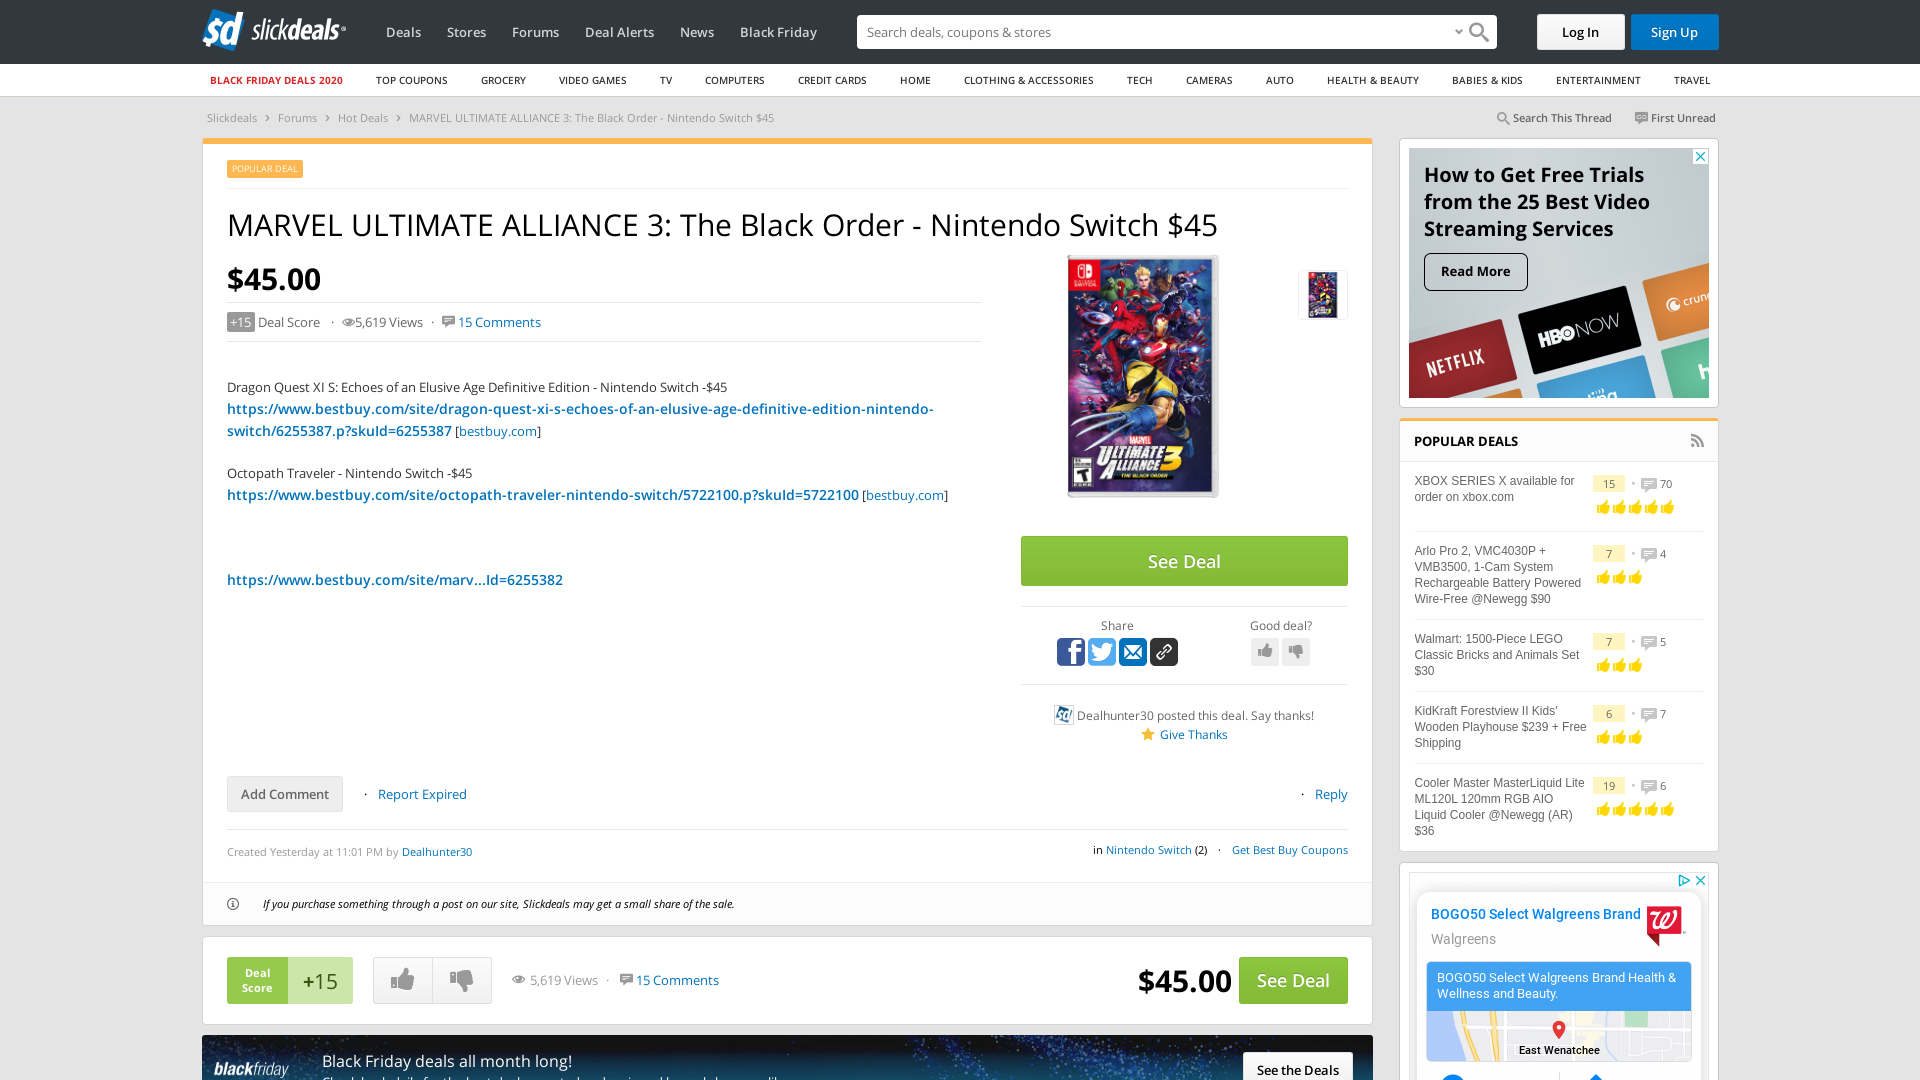 slickdeals
Deals
Stores
Forums
Deal Alerts
News
Black Friday
Search deals, coupons & shopping
Log In
Sign Up
BLACK FRIDAY DEALS 2020
TOP COUPONS
GROCERY
VIDEO GAMES
TV
COMPUTERS
CREDIT CARDS
HOME
CLOTHING & ACCESSORIES
TECH
CAMERAS
AUTO
HEALTH & BEAUTY
BABIES & KIDS
ENTERTAINMENT
TRAVEL
Slickdeals › Forums › Hot Deals › MARVEL ULTIMATE ALLIANCE 3: The Black Order - Nintendo Switch $45
Search This Thread
First Unread
POPULAR DEAL
MARVEL ULTIMATE ALLIANCE 3: The Black Order - Nintendo Switch $45
$45.00
+15 Deal Score · 5,619 Views · 15 Comments
Dragon Quest XI S: Echoes of an Elusive Age Definitive Edition - Nintendo Switch -$45
https://www.bestbuy.com/site/dragon-quest-xi-s-echoes-of-an-elusive-age-definitive-edition-nintendo-
switch/6255387.p?skuId=6255387 [bestbuy.com]
Octopath Traveler - Nintendo Switch -$45
https://www.bestbuy.com/site/octopath-traveler-nintendo-switch/5722100.p?skuId=5722100 [bestbuy.com]
https://www.bestbuy.com/site/marv...Id=6255382
MARVEL
ULTIMATE
ALLIANCE 3
THE BLACK ORDER
See Deal
Share
Good deal?
Dealhunter30 posted this deal. Say thanks!
Give Thanks
Add Comment
· Report Expired
· Reply
Created Yesterday at 11:01 PM by Dealhunter30
in Nintendo Switch (2) · Get Best Buy Coupons
If you purchase something through a post on our site, Slickdeals may get a small share of the sale.
Deal
Score
+15
5,619 Views · 15 Comments
$45.00
See Deal
blackfriday
Black Friday deals all month long!
See the Deals
How to Get Free Trials
from the 25 Best Video
Streaming Services
Read More
NETFLIX
HBO NOW
POPULAR DEALS
XBOX SERIES X available for
order on xbox.com
15 · 70
Arlo Pro 2, VMC4030P +
VMB3500, 1-Cam System
Rechargeable Battery Powered
Wire-Free @Newegg $90
7 · 4
Walmart: 1500-Piece LEGO
Classic Bricks and Animals Set
$30
7 · 5
KidKraft Forestview II Kids'
Wooden Playhouse $239 + Free
Shipping
6 · 7
Cooler Master MasterLiquid Lite
ML120L 120mm RGB AIO
Liquid Cooler @Newegg (AR)
$36
19 · 6
BOGO50 Select Walgreens Brand
Walgreens
BOGO50 Select Walgreens Brand Health &
Wellness and Beauty.
East Wenatchee